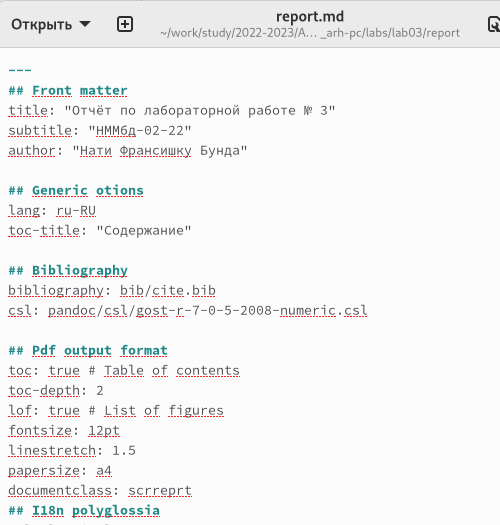 Открыть
report.md
~/work/study/2022-2023/А... _arh-pc/labs/lab03/report
---
## Front matter
title: "Отчёт по лабораторной работе № 3"
subtitle: "НММбд-02-22"
author: "Нати Франсишку Бунда"
## Generic otions
lang: ru-RU
toc-title: "Содержание"
## Bibliography
bibliography: bib/cite.bib
csl: pandoc/csl/gost-r-7-0-5-2008-numeric.csl
## Pdf output format
toc: true # Table of contents
toc-depth: 2
lof: true # List of figures
fontsize: 12pt
linestretch: 1.5
papersize: a4
documentclass: scrreprt
## I18n polyglossia